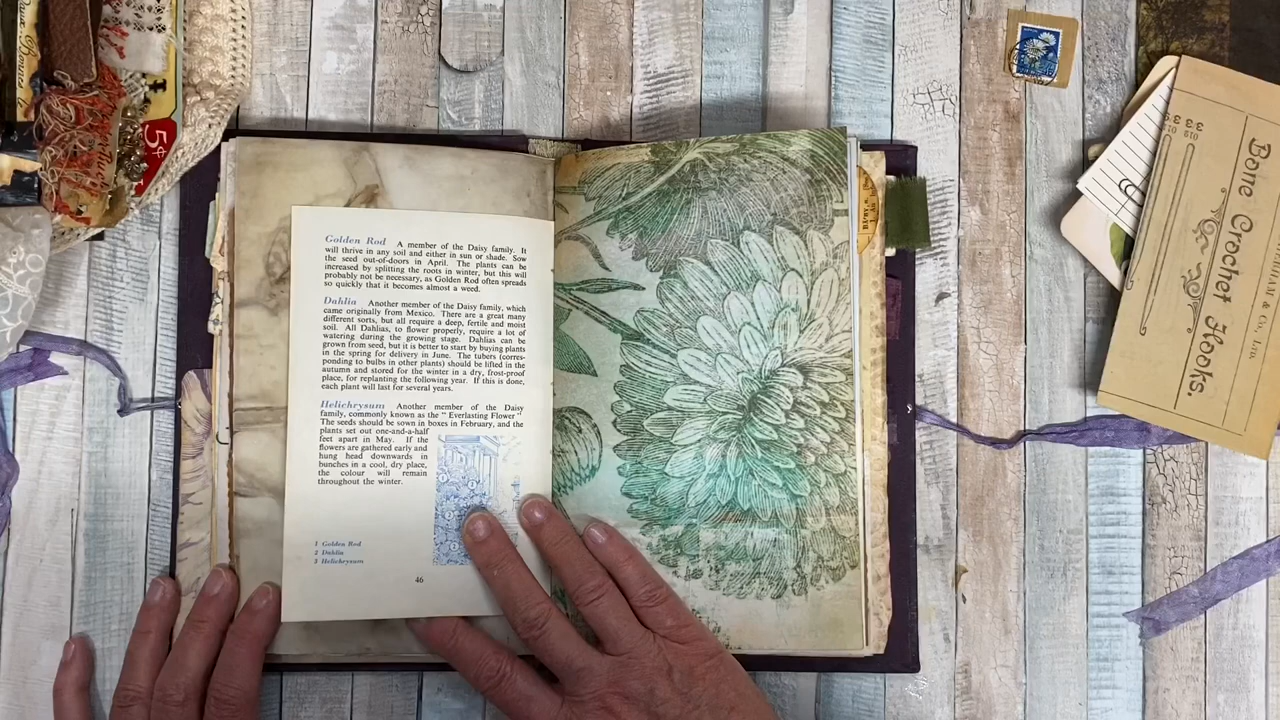 Golden Rod A member of the Daisy family. It
will thrive in any soil and either in sun or shade. Sow
the seed out-of-doors in April. The plants can be
increased by splitting the roots in winter, but this will
probably not be necessary, as Golden Rod often spreads
so quickly that it becomes almost a weed.
Dahlia Another member of the Daisy family, which
came originally from Mexico. There are a great many
different sorts, but all require a deep, fertile and moist
soil. All Dahlias, to flower properly, require a lot of
watering during the growing stage. Dahlias can be
grown from seed, but it is better to start by buying plants
in the spring for delivery in June. The tubers (corres-
ponding to bulbs in other plants) should be lifted in the
autumn and stored for the winter in a dry, frost-proof
place, for replanting the following year. If this is done,
each plant will last for several years.
Helichrysum Another member of the Daisy
family, commonly known as the " Everlasting Flower "
The seeds should be sown in boxes in February, and the
plants set out one-and-a-half
feet apart in May. If the
flowers are gathered early and
hung head downwards in
bunches in a cool, dry place,
the colour will remain
throughout the winter.
1 Golden Rod
2 Dahlia
3 Helichrysum
46
5¢
Bone Crochet Hooks.
& Co., Ltd.